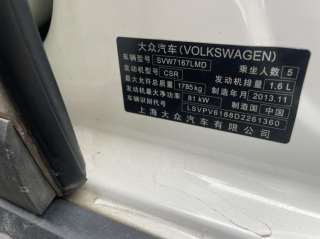 大众汽车(VOLKSWAGEN)
车辆型号 SVW7167LMD 乘坐人数 5
发动机型号 CSR 发动机排量 1.6 L
最大允许总质量 1785kg 制造年月 2013.11
发动机最大净功率 81 kW 制造国 中国
车辆识别代号 LSVPV6188D2261360
上海大众汽车有限公司